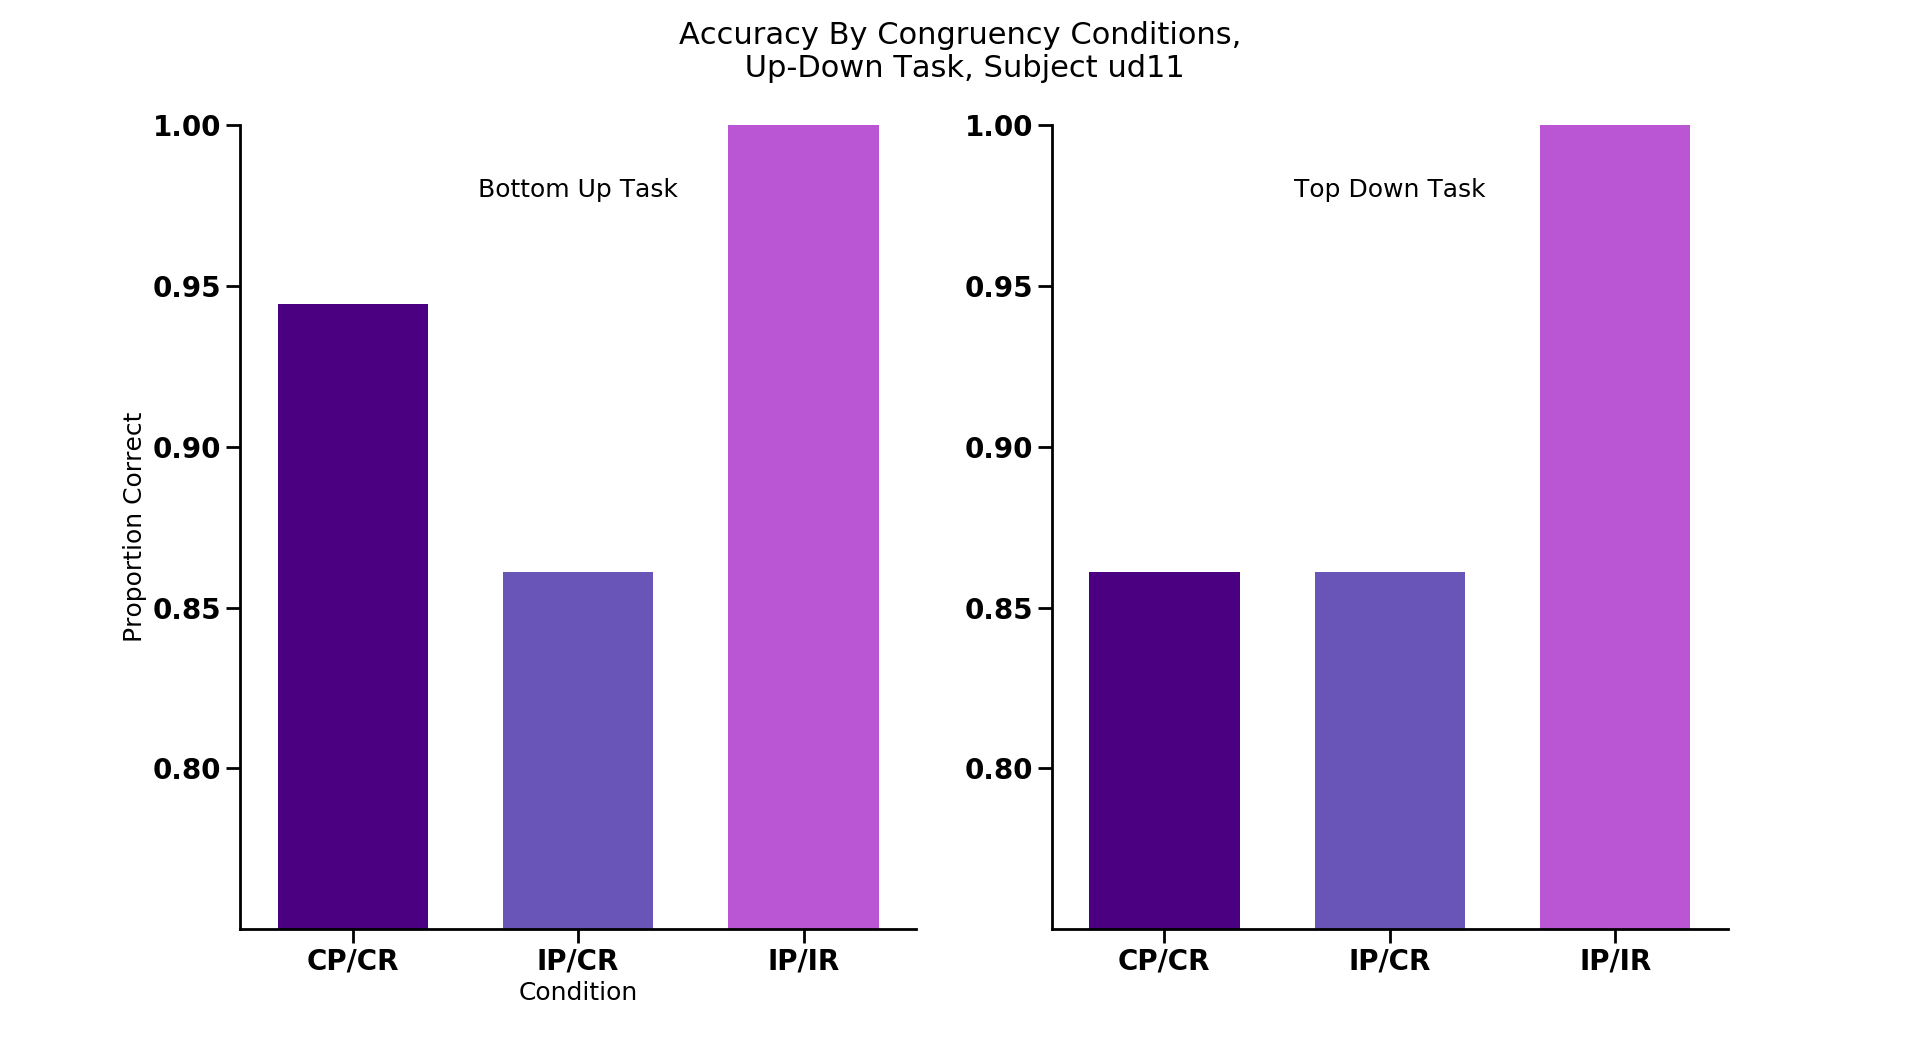 Accuracy By Congruency Conditions,
Up-Down Task, Subject ud11
Proportion Correct
1.00
0.95
0.90
0.85
0.80
Bottom Up Task
CP/CR
IP/CR
IP/IR
Condition
1.00
0.95
0.90
0.85
0.80
Top Down Task
CP/CR
IP/CR
IP/IR